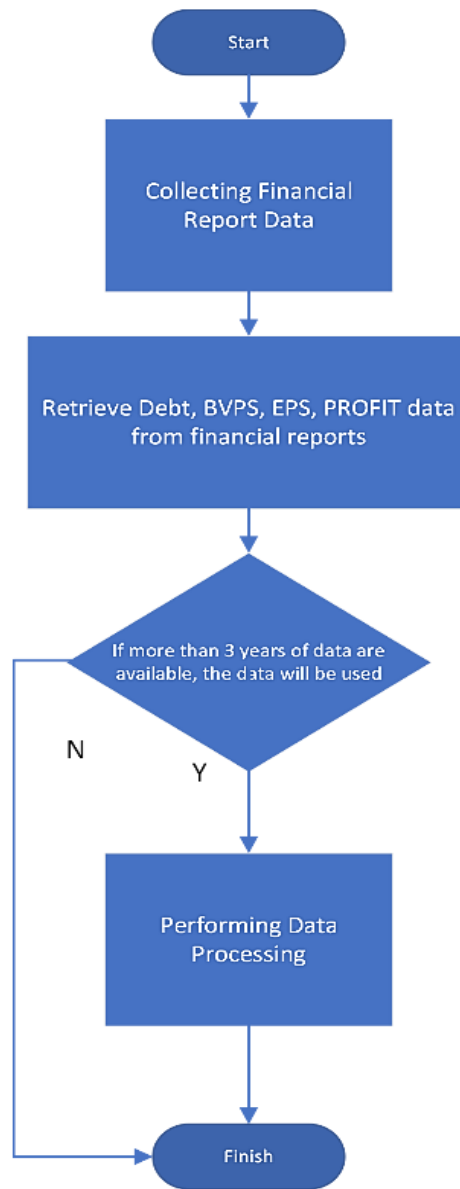 Start
Collecting Financial
Report Data
Retrieve Debt, BVPS, EPS, PROFIT data
from financial reports
If more than 3 years of data are
available, the data will be used
N
Y
Performing Data
Processing
Finish